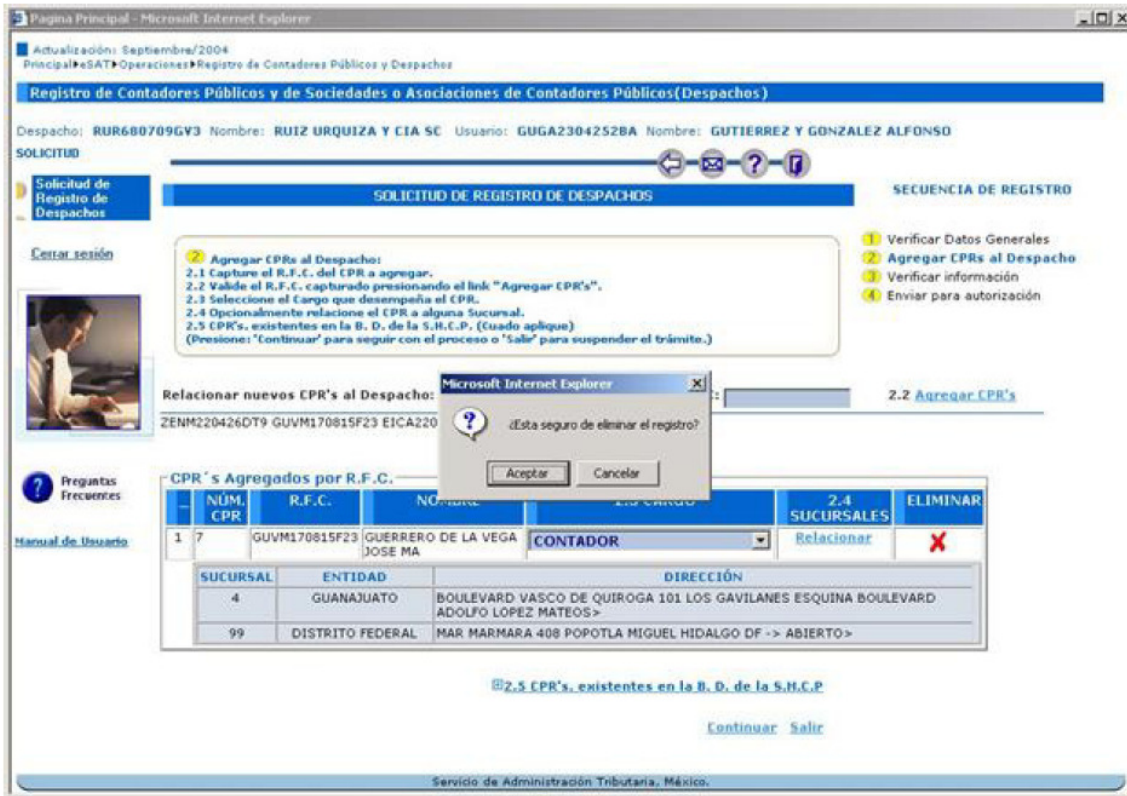 Pagina Principal - Microsoft Internet Explorer
Actualización: Septiembre/2004
Principal▶eSAT▶Operaciones▶Registro de Contadores Públicos y Despachos
Registro de Contadores Públicos y de Sociedades o Asociaciones de Contadores Públicos(Despachos)
Despacho: RUR680709GV3 Nombre: RUIZ URQUIZA Y CIA SC Usuario: GUGA2304252BA Nombre: GUTIERREZ Y GONZALEZ ALFONSO
SOLICITUD
Solicitud de
Registro de
Despachos
Cerrar sesión
SOLICITUD DE REGISTRO DE DESPACHOS
SECUENCIA DE REGISTRO
1 Verificar Datos Generales
2 Agregar CPRs al Despacho
3 Verificar información
4 Enviar para autorización
2 Agregar CPRs al Despacho:
2.1 Capture el R.F.C. del CPR a agregar.
2.2 Valide el R.F.C. capturado presionando el link "Agregar CPR's".
2.3 Seleccione el Cargo que desempeña el CPR.
2.4 Opcionalmente relacione el CPR a alguna Sucursal.
2.5 CPR's. existentes en la B. D. de la S.H.C.P. (Cuado aplique)
(Presione: 'Continuar' para seguir con el proceso o 'Salir' para suspender el trámite.)
Relacionar nuevos CPR's al Despacho:
2.2 Agregar CPR's
ZENM220426DT9 GUVM170815F23 EICA220
Microsoft Internet Explorer
¿Esta seguro de eliminar el registro?
Aceptar Cancelar
Preguntas
Frecuentes
Manual de Usuario
CPR´s Agregados por R.F.C.
NÚM. CPR R.F.C. NOMBRE 2.3 CARGO 2.4 SUCURSALES ELIMINAR
1 7 GUVM170815F23 GUERRERO DE LA VEGA JOSE MA CONTADOR Relacionar
SUCURSAL ENTIDAD DIRECCIÓN
4 GUANAJUATO BOULEVARD VASCO DE QUIROGA 101 LOS GAVILANES ESQUINA BOULEVARD
ADOLFO LOPEZ MATEOS>
99 DISTRITO FEDERAL MAR MARMARA 408 POPOTLA MIGUEL HIDALGO DF -> ABIERTO>
2.5 CPR's. existentes en la B. D. de la S.H.C.P
Continuar Salir
Servicio de Administración Tributaria, México.